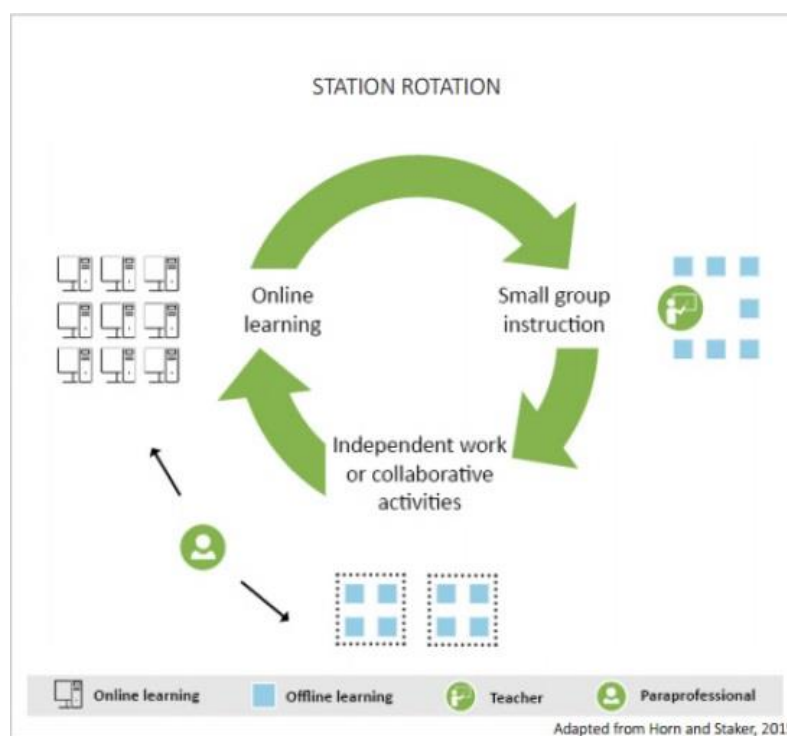 STATION ROTATION
Online
learning
Small group
instruction
Independent work
or collaborative
activities
Online learning
Offline learning
Teacher
Paraprofessional
Adapted from Horn and Staker, 201